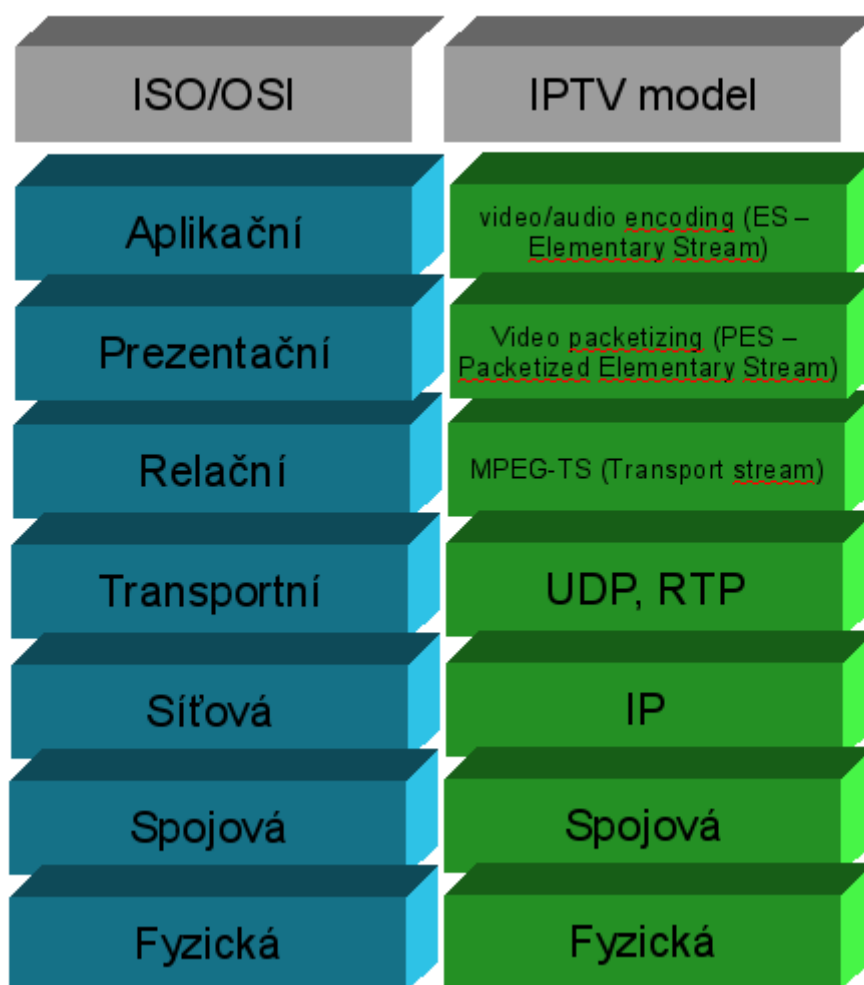 ISO/OSI
IPTV model
Aplikační
video/audio encoding (ES –
Elementary Stream)
Prezentační
Video packetizing (PES –
Packetized Elementary Stream)
Relační
MPEG-TS (Transport stream)
Transportní
UDP, RTP
Síťová
IP
Spojová
Spojová
Fyzická
Fyzická